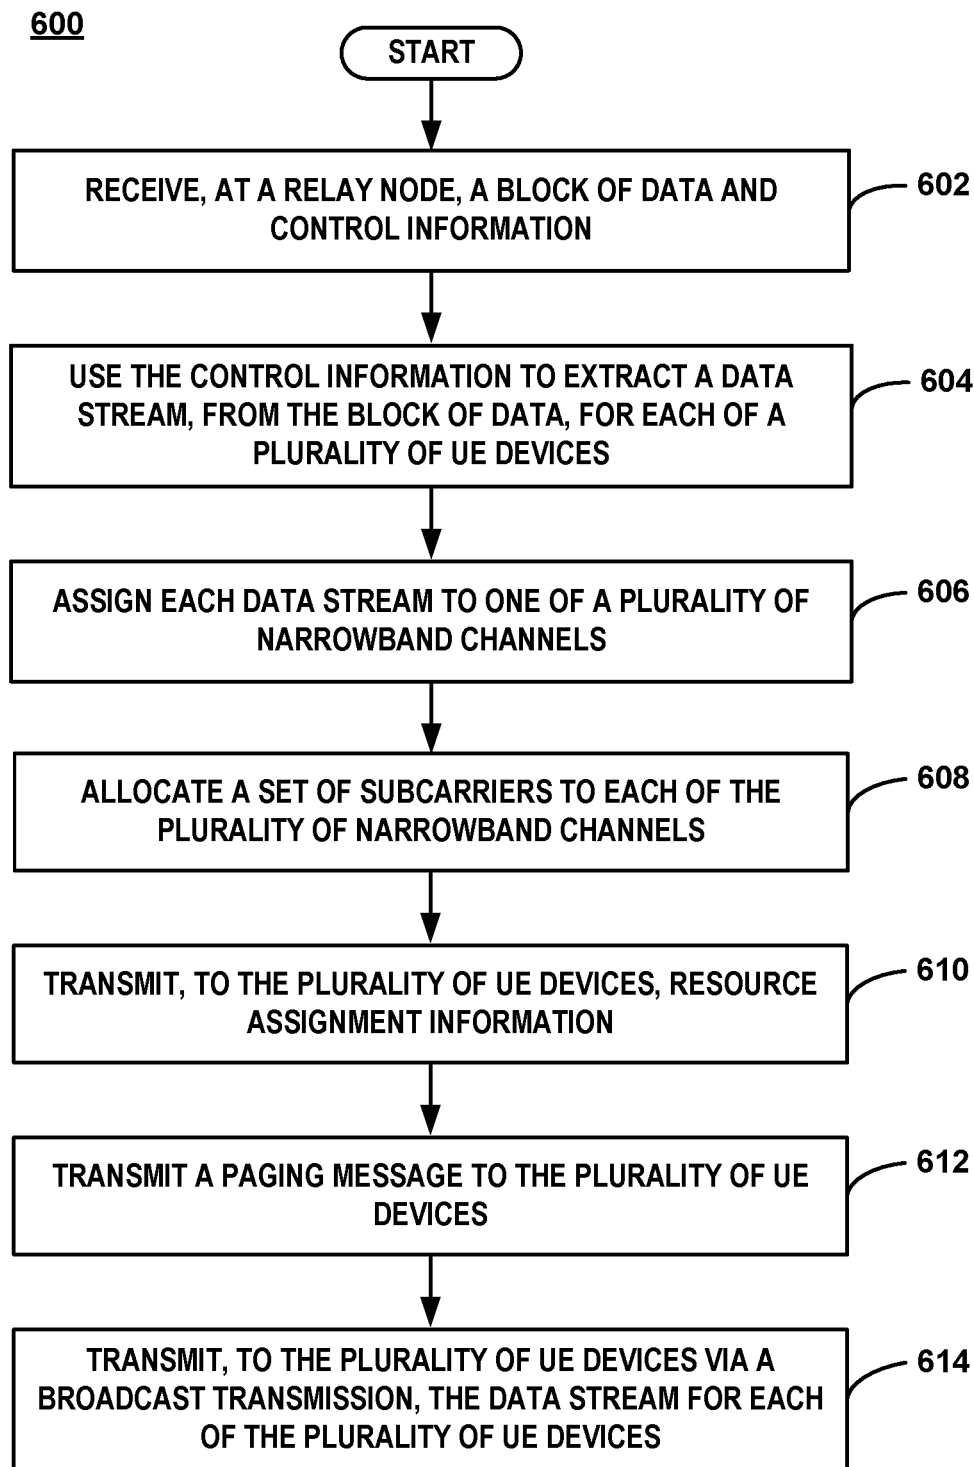 600
START
RECEIVE, AT A RELAY NODE, A BLOCK OF DATA AND
CONTROL INFORMATION
602
USE THE CONTROL INFORMATION TO EXTRACT A DATA
STREAM, FROM THE BLOCK OF DATA, FOR EACH OF A
PLURALITY OF UE DEVICES
604
ASSIGN EACH DATA STREAM TO ONE OF A PLURALITY OF
NARROWBAND CHANNELS
606
ALLOCATE A SET OF SUBCARRIERS TO EACH OF THE
PLURALITY OF NARROWBAND CHANNELS
608
TRANSMIT, TO THE PLURALITY OF UE DEVICES, RESOURCE
ASSIGNMENT INFORMATION
610
TRANSMIT A PAGING MESSAGE TO THE PLURALITY OF UE
DEVICES
612
TRANSMIT, TO THE PLURALITY OF UE DEVICES VIA A
BROADCAST TRANSMISSION, THE DATA STREAM FOR EACH
OF THE PLURALITY OF UE DEVICES
614